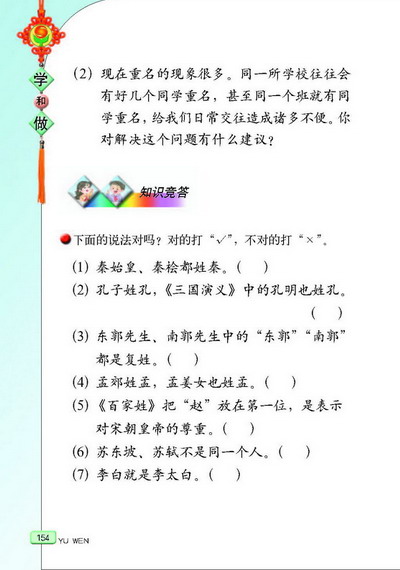 学
和
做
(2) 现在重名的现象很多。同一所学校往往会
有好几个同学重名，甚至同一个班就有同
学重名，给我们日常交往造成诸多不便。你
对解决这个问题有什么建议？
知识竞答
下面的说法对吗？对的打“√”，不对的打“×”。
(1) 秦始皇、秦桧都姓秦。(　)
(2) 孔子姓孔，《三国演义》中的孔明也姓孔。
(　)
(3) 东郭先生、南郭先生中的“东郭”“南郭”
都是复姓。(　)
(4) 孟郊姓孟，孟姜女也姓孟。(　)
(5)《百家姓》把“赵”放在第一位，是表示
对宋朝皇帝的尊重。(　)
(6) 苏东坡、苏轼不是同一个人。(　)
(7) 李白就是李太白。(　)
154 YU WEN